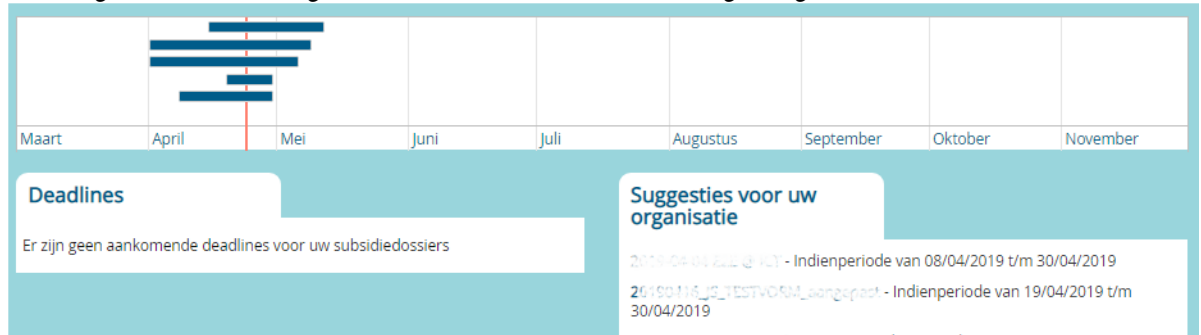 Maart April Mei Juni Juli Augustus September Oktober November
Deadlines
Er zijn geen aankomende deadlines voor uw subsidiedossiers
Suggesties voor uw
organisatie
- Indienperiode van 08/04/2019 t/m 30/04/2019
- Indienperiode van 19/04/2019 t/m
30/04/2019